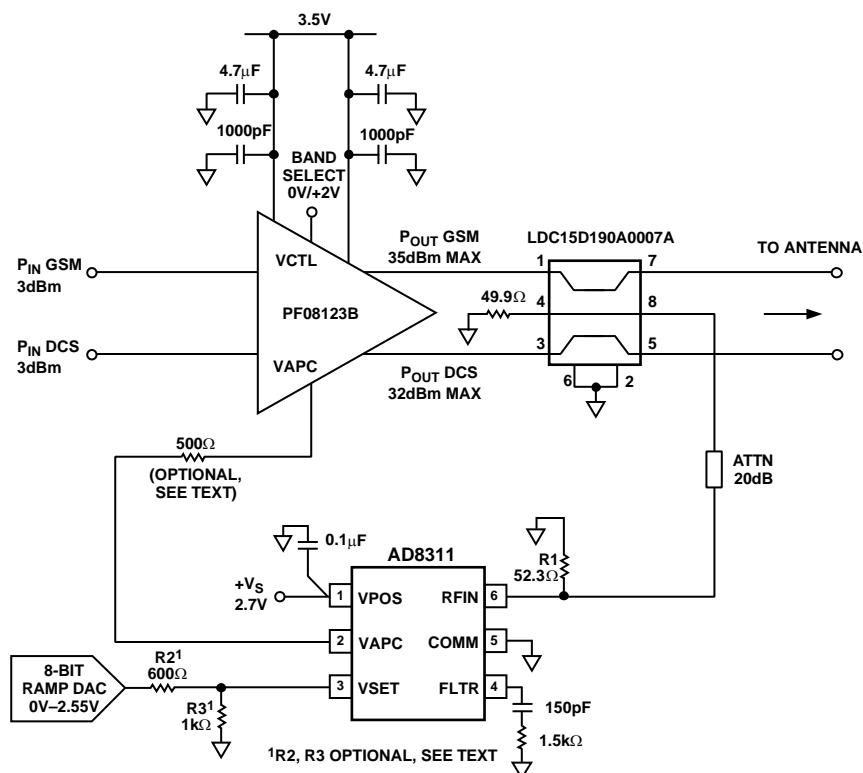 3.5V
4.7µF
4.7µF
1000pF
1000pF
BAND
SELECT
0V/+2V
P_IN GSM
3dBm
VCTL
PF08123B
P_OUT GSM
35dBm MAX
LDC15D190A0007A
TO ANTENNA
1
7
49.9Ω
4
8
3
5
6
2
P_IN DCS
3dBm
VAPC
P_OUT DCS
32dBm MAX
500Ω
(OPTIONAL,
SEE TEXT)
ATTN
20dB
0.1µF
AD8311
R1
52.3Ω
+V_S
2.7V
1
VPOS
RFIN
6
2
VAPC
COMM
5
8-BIT
RAMP DAC
0V–2.55V
R2¹
600Ω
3
VSET
FLTR
4
R3¹
1kΩ
150pF
1.5kΩ
¹R2, R3 OPTIONAL, SEE TEXT